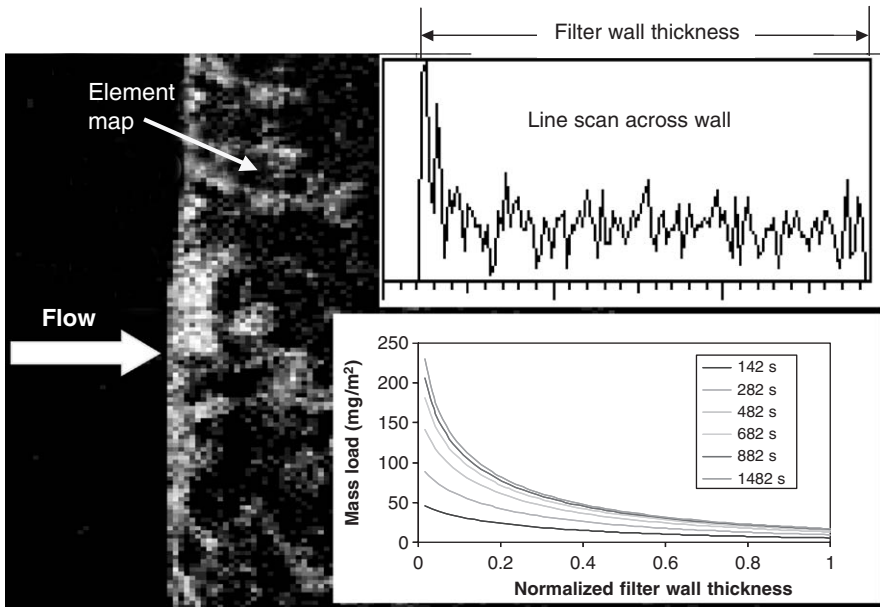 Filter wall thickness
Element
map
Line scan across wall
Flow
Mass load (mg/m²)
250
200
150
100
50
0
142 s
282 s
482 s
682 s
882 s
1482 s
0 0.2 0.4 0.6 0.8 1
Normalized filter wall thickness